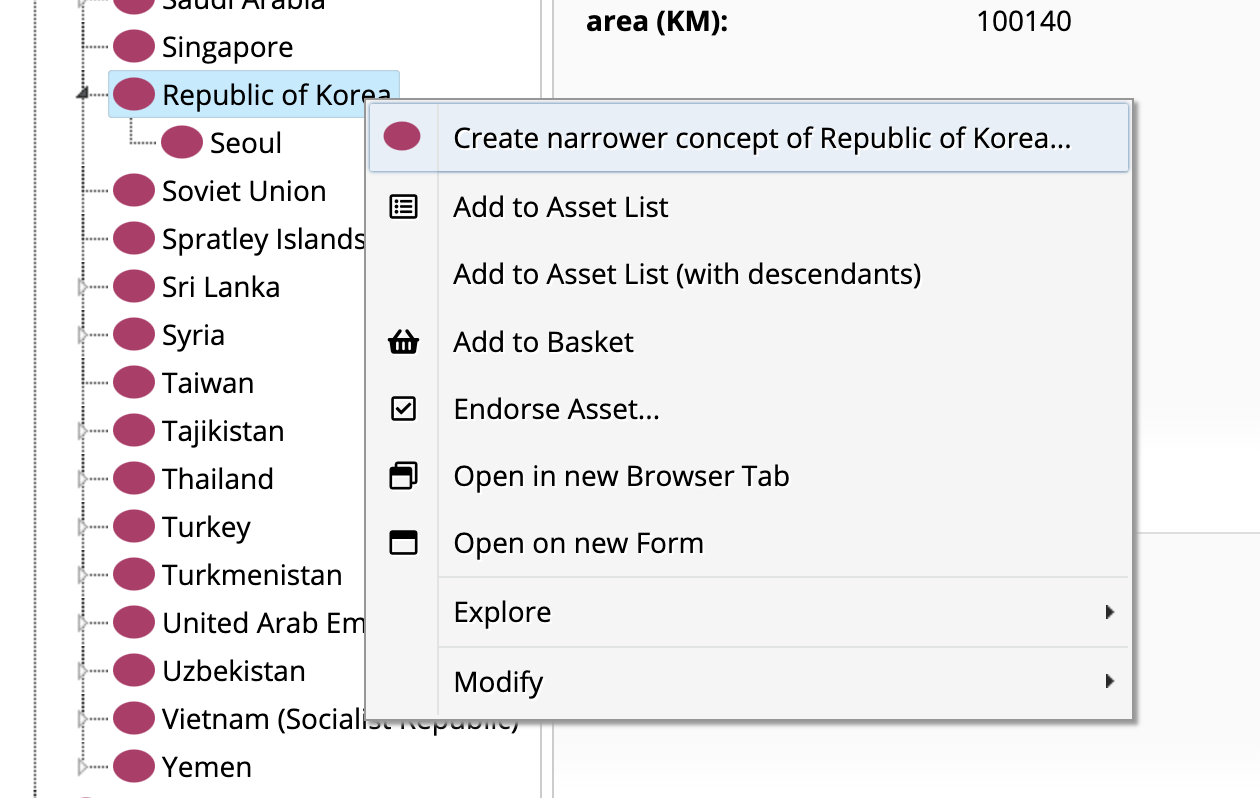 Saudi Arabia
area (KM): 100140
Singapore
Republic of Korea
Create narrower concept of Republic of Korea...
Seoul
Soviet Union
Add to Asset List
Spratley Islands
Add to Asset List (with descendants)
Sri Lanka
Syria
Add to Basket
Taiwan
Endorse Asset...
Tajikistan
Thailand
Open in new Browser Tab
Turkey
Open on new Form
Turkmenistan
United Arab Em
Explore
Uzbekistan
Modify
Vietnam (Socialist Republic)
Yemen